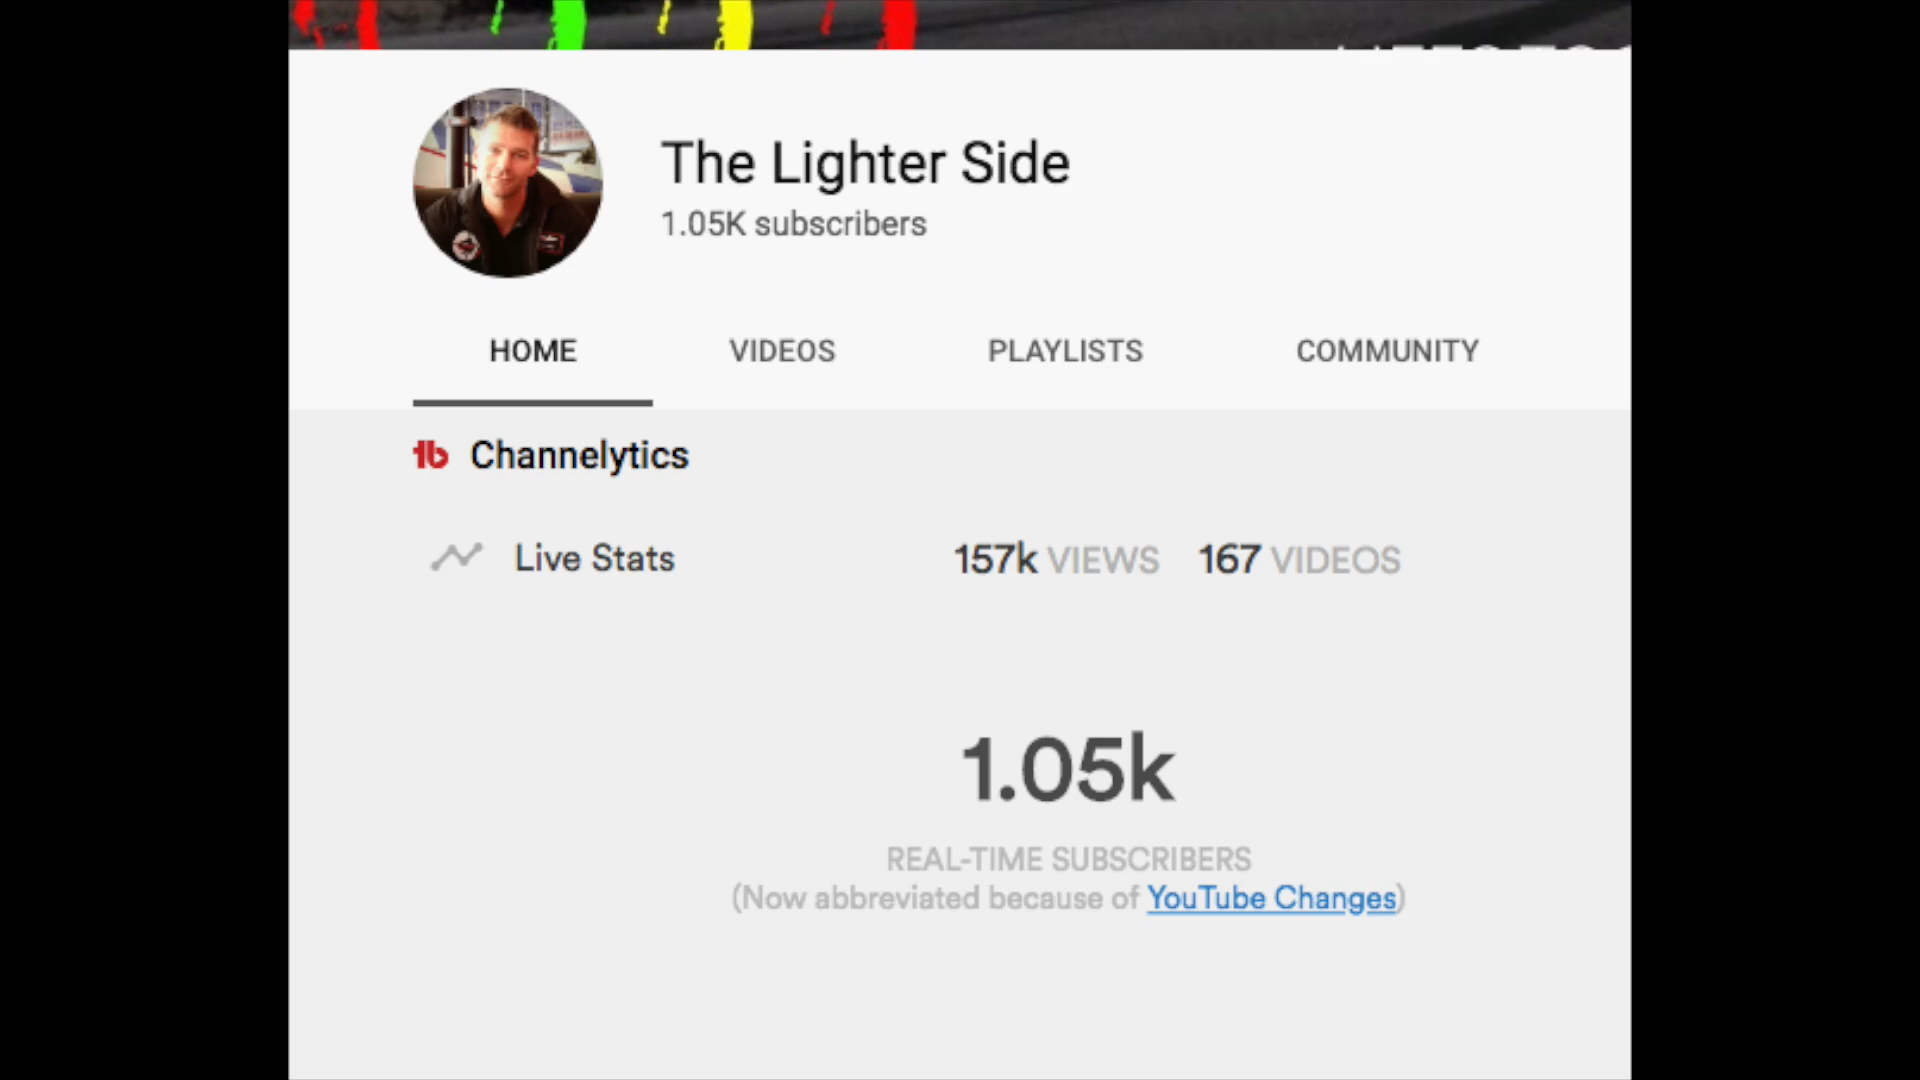 The Lighter Side
1.05K subscribers
HOME VIDEOS PLAYLISTS COMMUNITY
tb Channelytics
Live Stats 157k VIEWS 167 VIDEOS
1.05k
REAL-TIME SUBSCRIBERS
(Now abbreviated because of YouTube Changes)